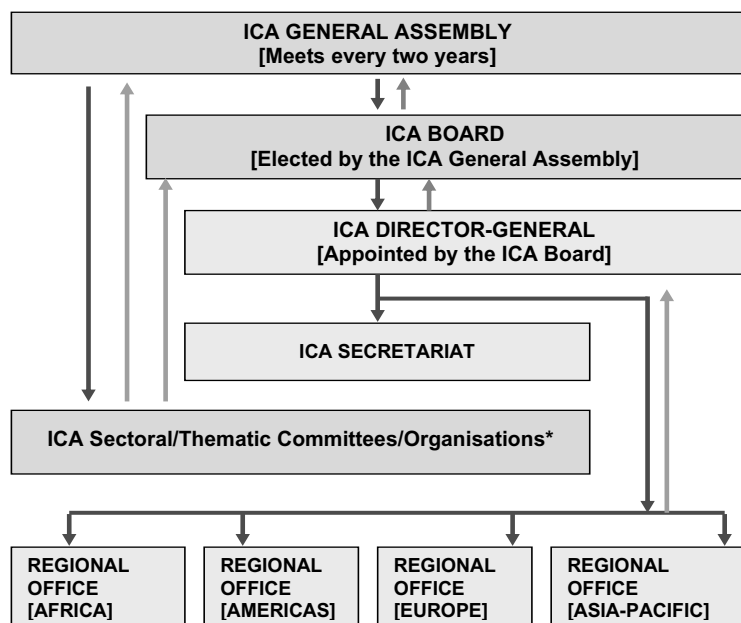 ICA GENERAL ASSEMBLY
[Meets every two years]
ICA BOARD
[Elected by the ICA General Assembly]
ICA DIRECTOR-GENERAL
[Appointed by the ICA Board]
ICA SECRETARIAT
ICA Sectoral/Thematic Committees/Organisations*
REGIONAL
OFFICE
[AFRICA]
REGIONAL
OFFICE
[AMERICAS]
REGIONAL
OFFICE
[EUROPE]
REGIONAL
OFFICE
[ASIA-PACIFIC]